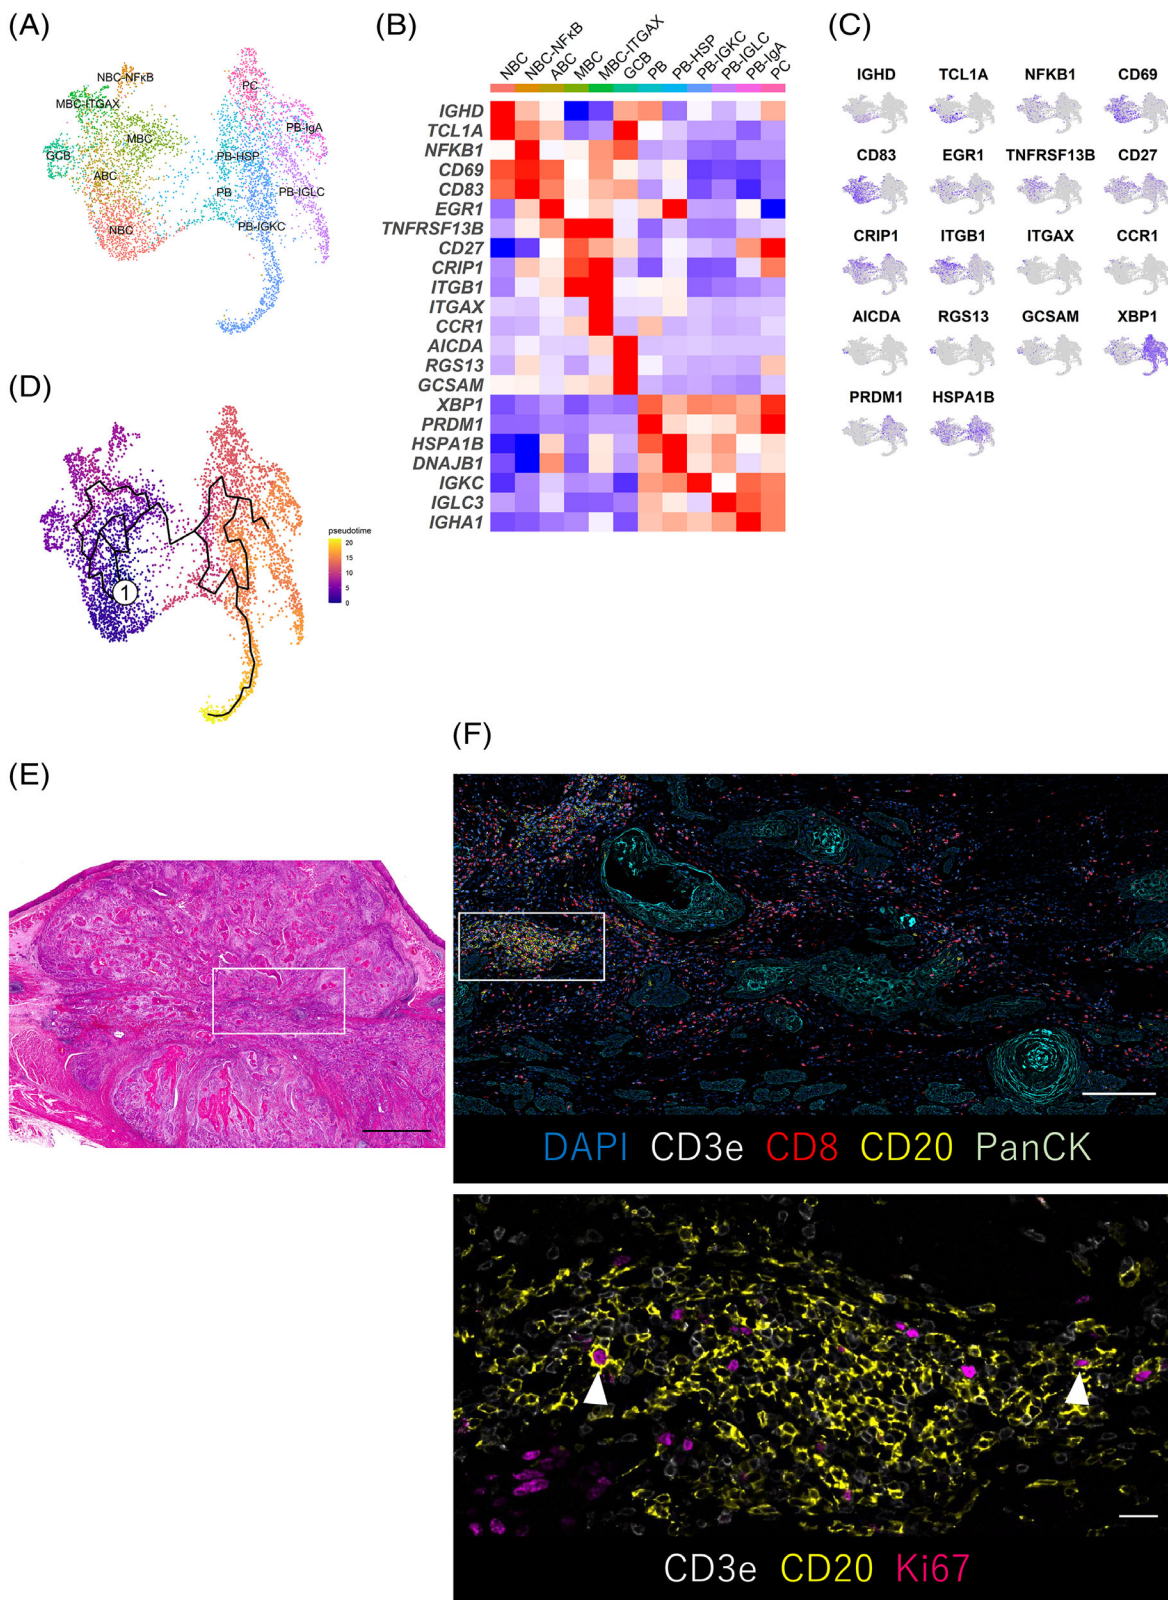 (A)
NBC-NFκB
MBC-ITGAX
MBC
GCB
ABC
NBC
PC
PB-IgA
PB-HSP
PB
PB-IGLC
PB-IGKC
(B)
NBC
NBC-NFκB
ABC
MBC
MBC-ITGAX
GCB
PB
PB-HSP
PB-IGKC
PB-IGLC
PB-IgA
PC
IGHD
TCL1A
NFKB1
CD69
CD83
EGR1
TNFRSF13B
CD27
CRIP1
ITGB1
ITGAX
CCR1
AICDA
RGS13
GCSAM
XBP1
PRDM1
HSPA1B
DNAJB1
IGKC
IGLC3
IGHA1
(C)
IGHD TCL1A NFKB1 CD69
CD83 EGR1 TNFRSF13B CD27
CRIP1 ITGB1 ITGAX CCR1
AICDA RGS13 GCSAM XBP1
PRDM1 HSPA1B
(D)
1
pseudotime
20
15
10
5
0
(E)
(F)
DAPI CD3e CD8 CD20 PanCK
CD3e CD20 Ki67